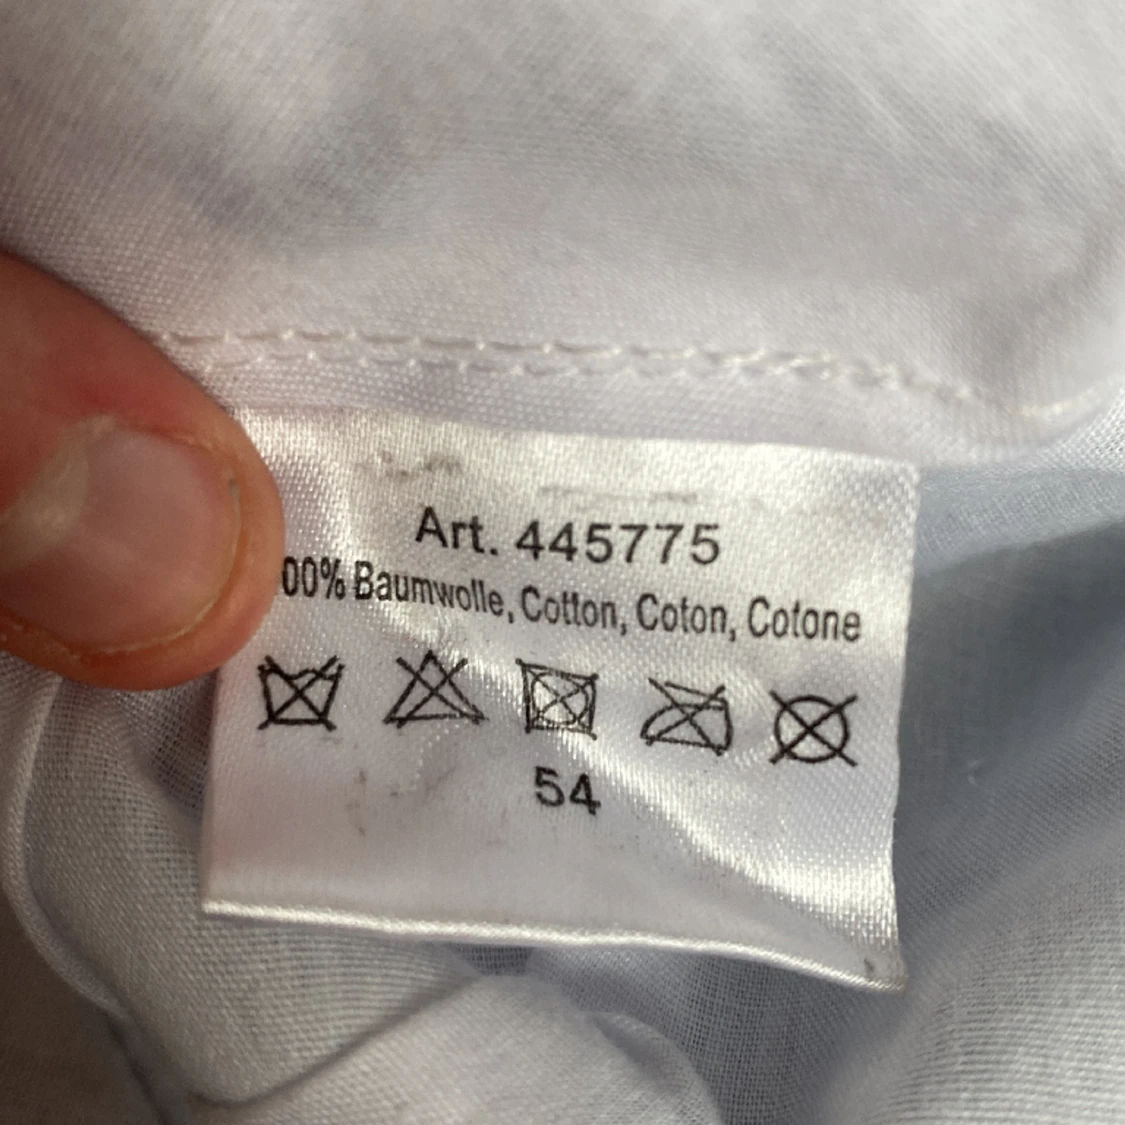 Art. 445775
00% Baumwolle, Cotton, Coton, Cotone
54